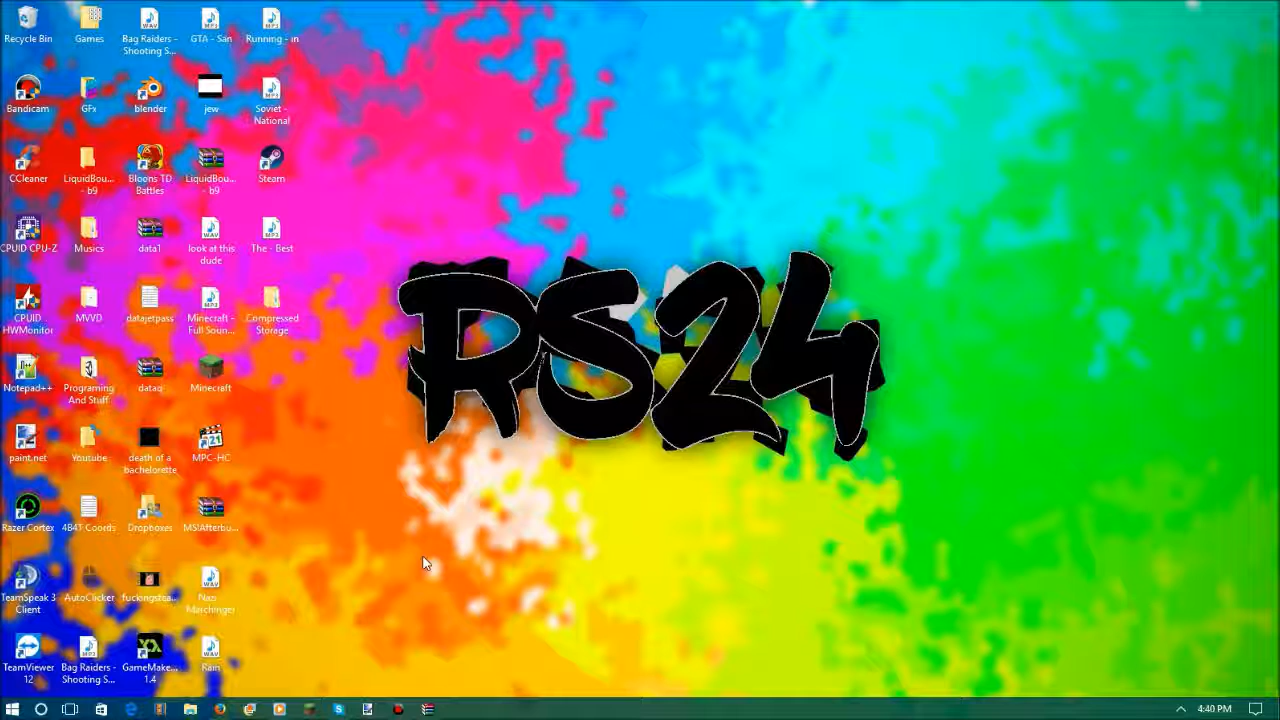 Recycle Bin
Games
Bag Raiders -
Shooting S...
GTA - San
Running - in
Bandicam
GFx
blender
jew
Soviet -
National
CCleaner
LiquidBou...
- b9
Bloons TD
Battles
LiquidBou...
- b9
Steam
CPUID CPU-Z
Musics
data1
look at this
dude
The - Best
CPUID
HWMonitor
MVVD
datajetpass
Minecraft -
Full Soun...
Compressed
Storage
Notepad++
Programing
And Stuff
dataq
Minecraft
paint.net
Youtube
death of a
bachelorette
MPC-HC
Razer Cortex
4B4T Coords
Dropboxes
MSIAfterbu...
TeamSpeak 3
Client
AutoClicker
fuckingstea...
Nazi
Marchinger
TeamViewer
12
Bag Raiders -
Shooting S...
GameMake...
1.4
Rain
RS24
4:40 PM